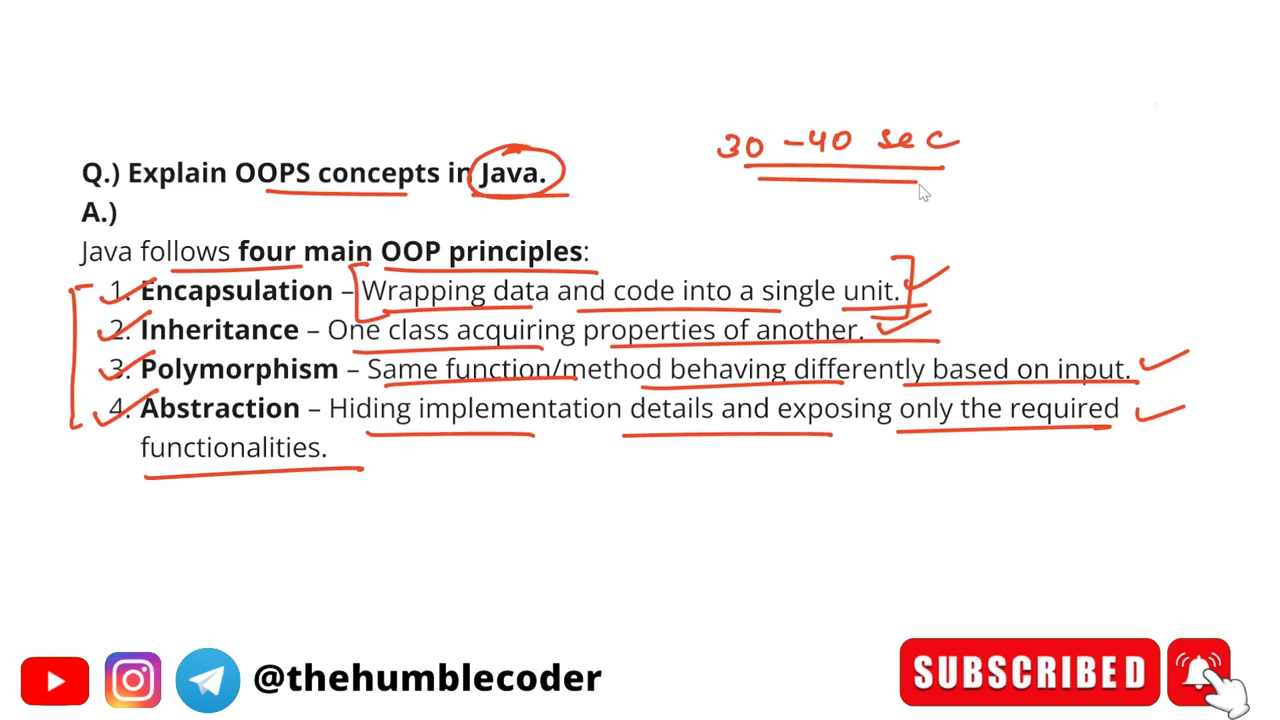 30 - 40 sec
Q.) Explain OOPS concepts in Java.
A.)
Java follows four main OOP principles:
1. Encapsulation – Wrapping data and code into a single unit.
2. Inheritance – One class acquiring properties of another.
3. Polymorphism – Same function/method behaving differently based on input.
4. Abstraction – Hiding implementation details and exposing only the required
functionalities.
@thehumblecoder
SUBSCRIBED